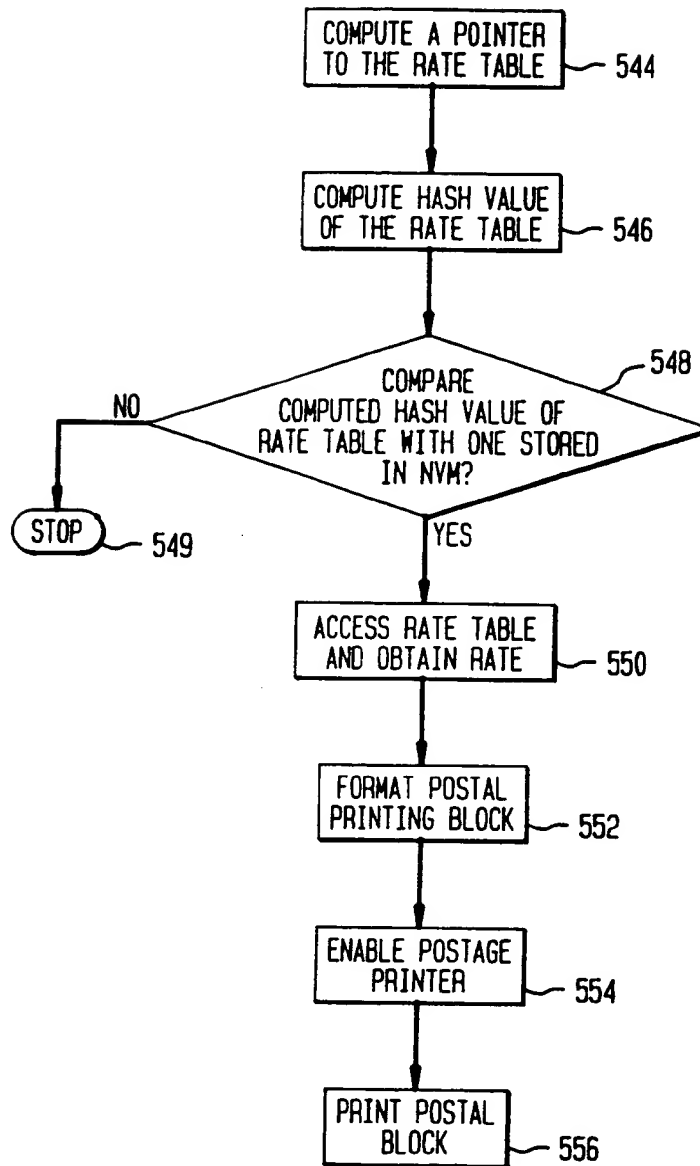 COMPUTE A POINTER
TO THE RATE TABLE
544
COMPUTE HASH VALUE
OF THE RATE TABLE
546
548
COMPARE
COMPUTED HASH VALUE OF
RATE TABLE WITH ONE STORED
IN NVM?
NO
STOP
549
YES
ACCESS RATE TABLE
AND OBTAIN RATE
550
FORMAT POSTAL
PRINTING BLOCK
552
ENABLE POSTAGE
PRINTER
554
PRINT POSTAL
BLOCK
556